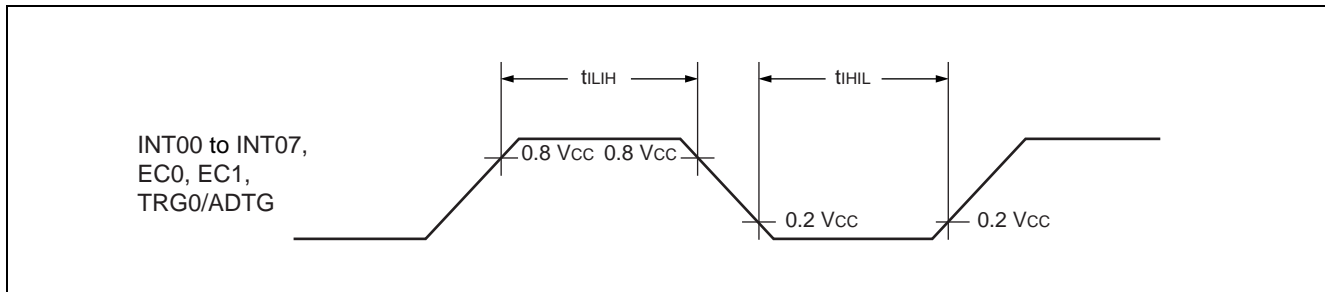 tILIH
tIHIL
INT00 to INT07,
EC0, EC1,
TRG0/ADTG
0.8 VCC 0.8 VCC
0.2 VCC
0.2 VCC